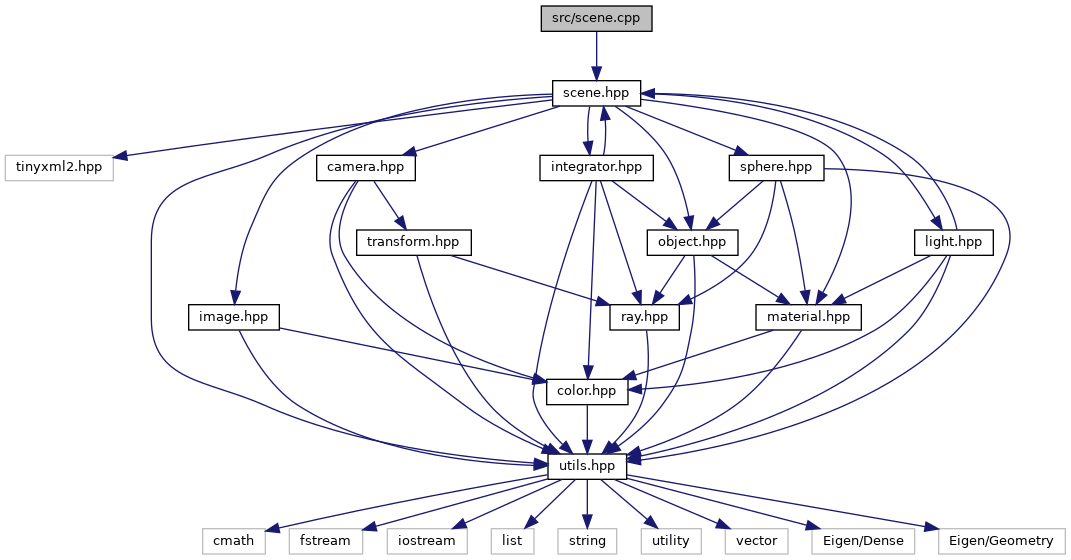 src/scene.cpp
scene.hpp
tinyxml2.hpp
camera.hpp
integrator.hpp
sphere.hpp
transform.hpp
object.hpp
light.hpp
image.hpp
ray.hpp
material.hpp
color.hpp
utils.hpp
cmath
fstream
iostream
list
string
utility
vector
Eigen/Dense
Eigen/Geometry